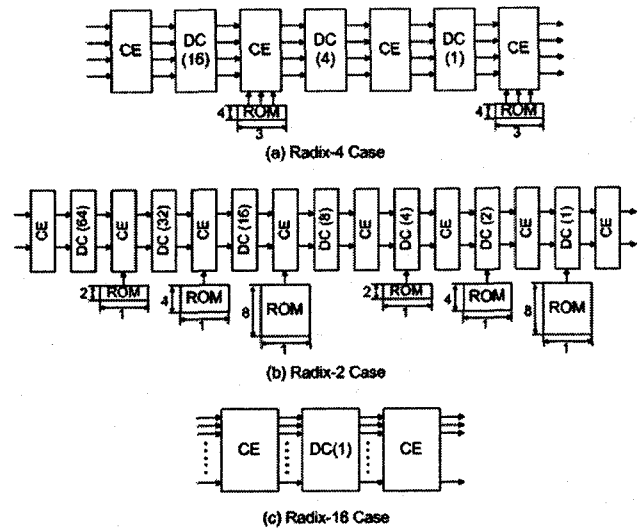 CE DC (16) CE DC (4) CE DC (1) CE
4 ROM 4 ROM
3 3
(a) Radix-4 Case
CE DC (64) CE DC (32) CE DC (16) CE DC (8) CE DC (4) CE DC (2) CE DC (1) CE
2 ROM 4 ROM 8 ROM 2 ROM 4 ROM 8 ROM
1 1 1 1 1 1
(b) Radix-2 Case
CE DC(1) CE
(c) Radix-16 Case